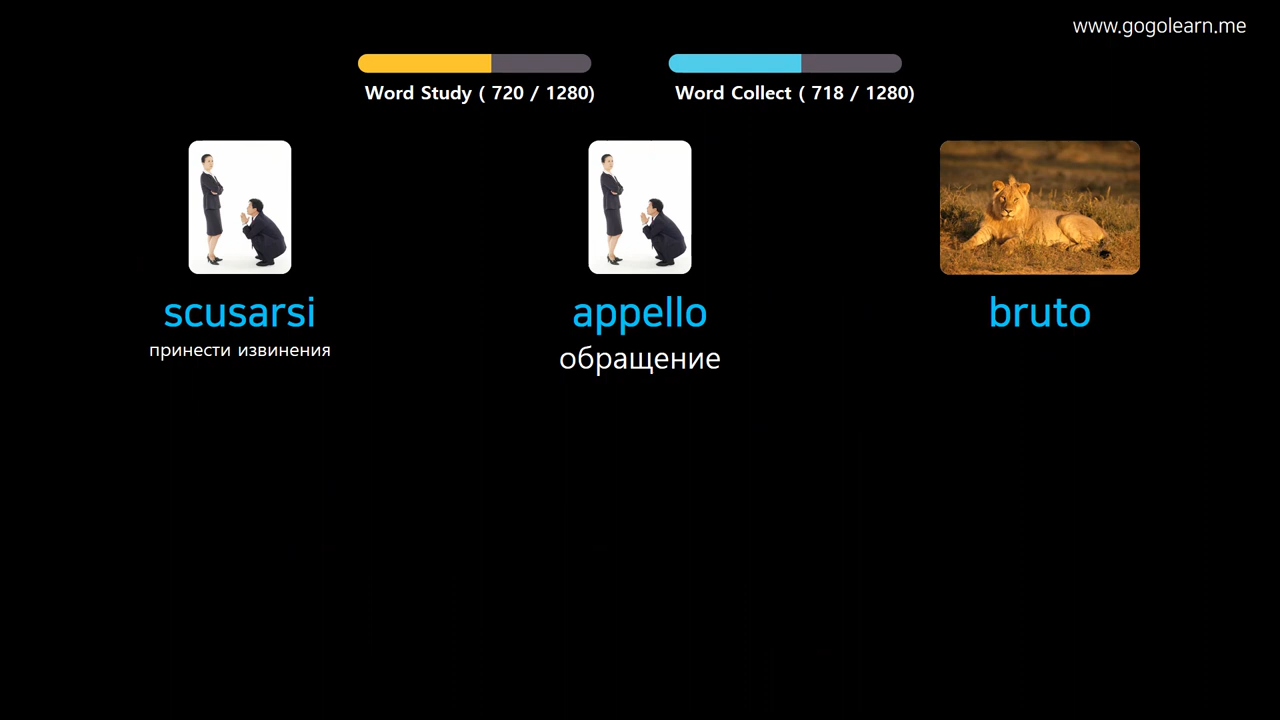 www.gogolearn.me
Word Study ( 720 / 1280)
Word Collect ( 718 / 1280)
scusarsi
принести извинения
appello
обращение
bruto